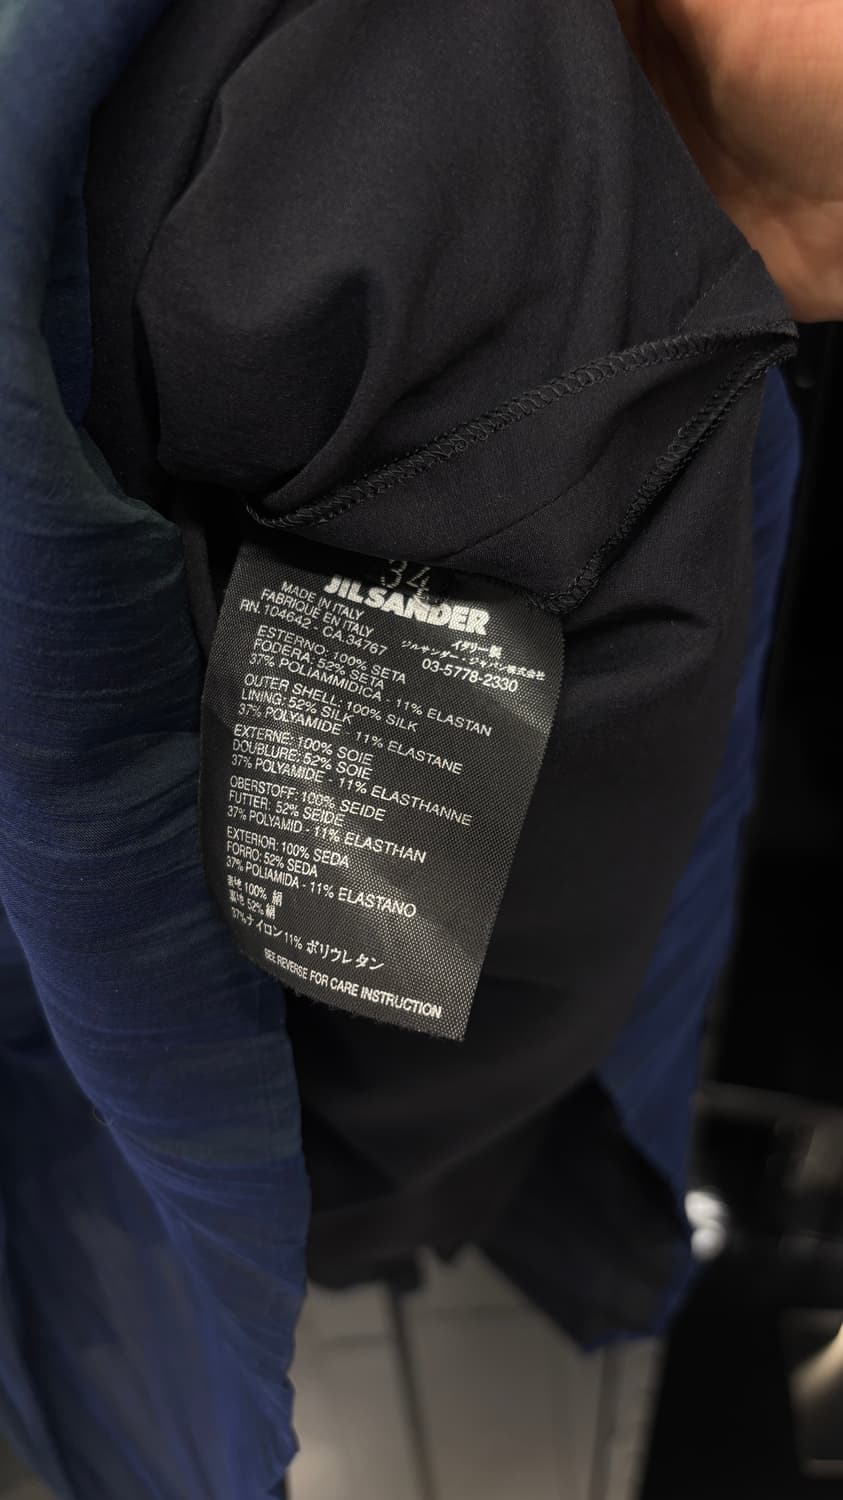 34
JIL SANDER
MADE IN ITALY
FABRIQUE EN ITALY
RN. 104642 - CA.34767
イタリー製
ジルサンダー・ジャパン株式会社
03-5778-2330
ESTERNO: 100% SETA
FODERA: 52% SETA
37% POLIAMMIDICA - 11% ELASTAN
OUTER SHELL: 100% SILK
LINING: 52% SILK
37% POLYAMIDE - 11% ELASTANE
EXTERNE: 100% SOIE
DOUBLURE: 52% SOIE
37% POLYAMIDE - 11% ELASTHANNE
OBERSTOFF: 100% SEIDE
FUTTER: 52% SEIDE
37% POLYAMID - 11% ELASTHAN
EXTERIOR: 100% SEDA
FORRO: 52% SEDA
37% POLIAMIDA - 11% ELASTANO
表地 100% 絹
裏地 52% 絹
37% ナイロン 11% ポリウレタン
SEE REVERSE FOR CARE INSTRUCTION